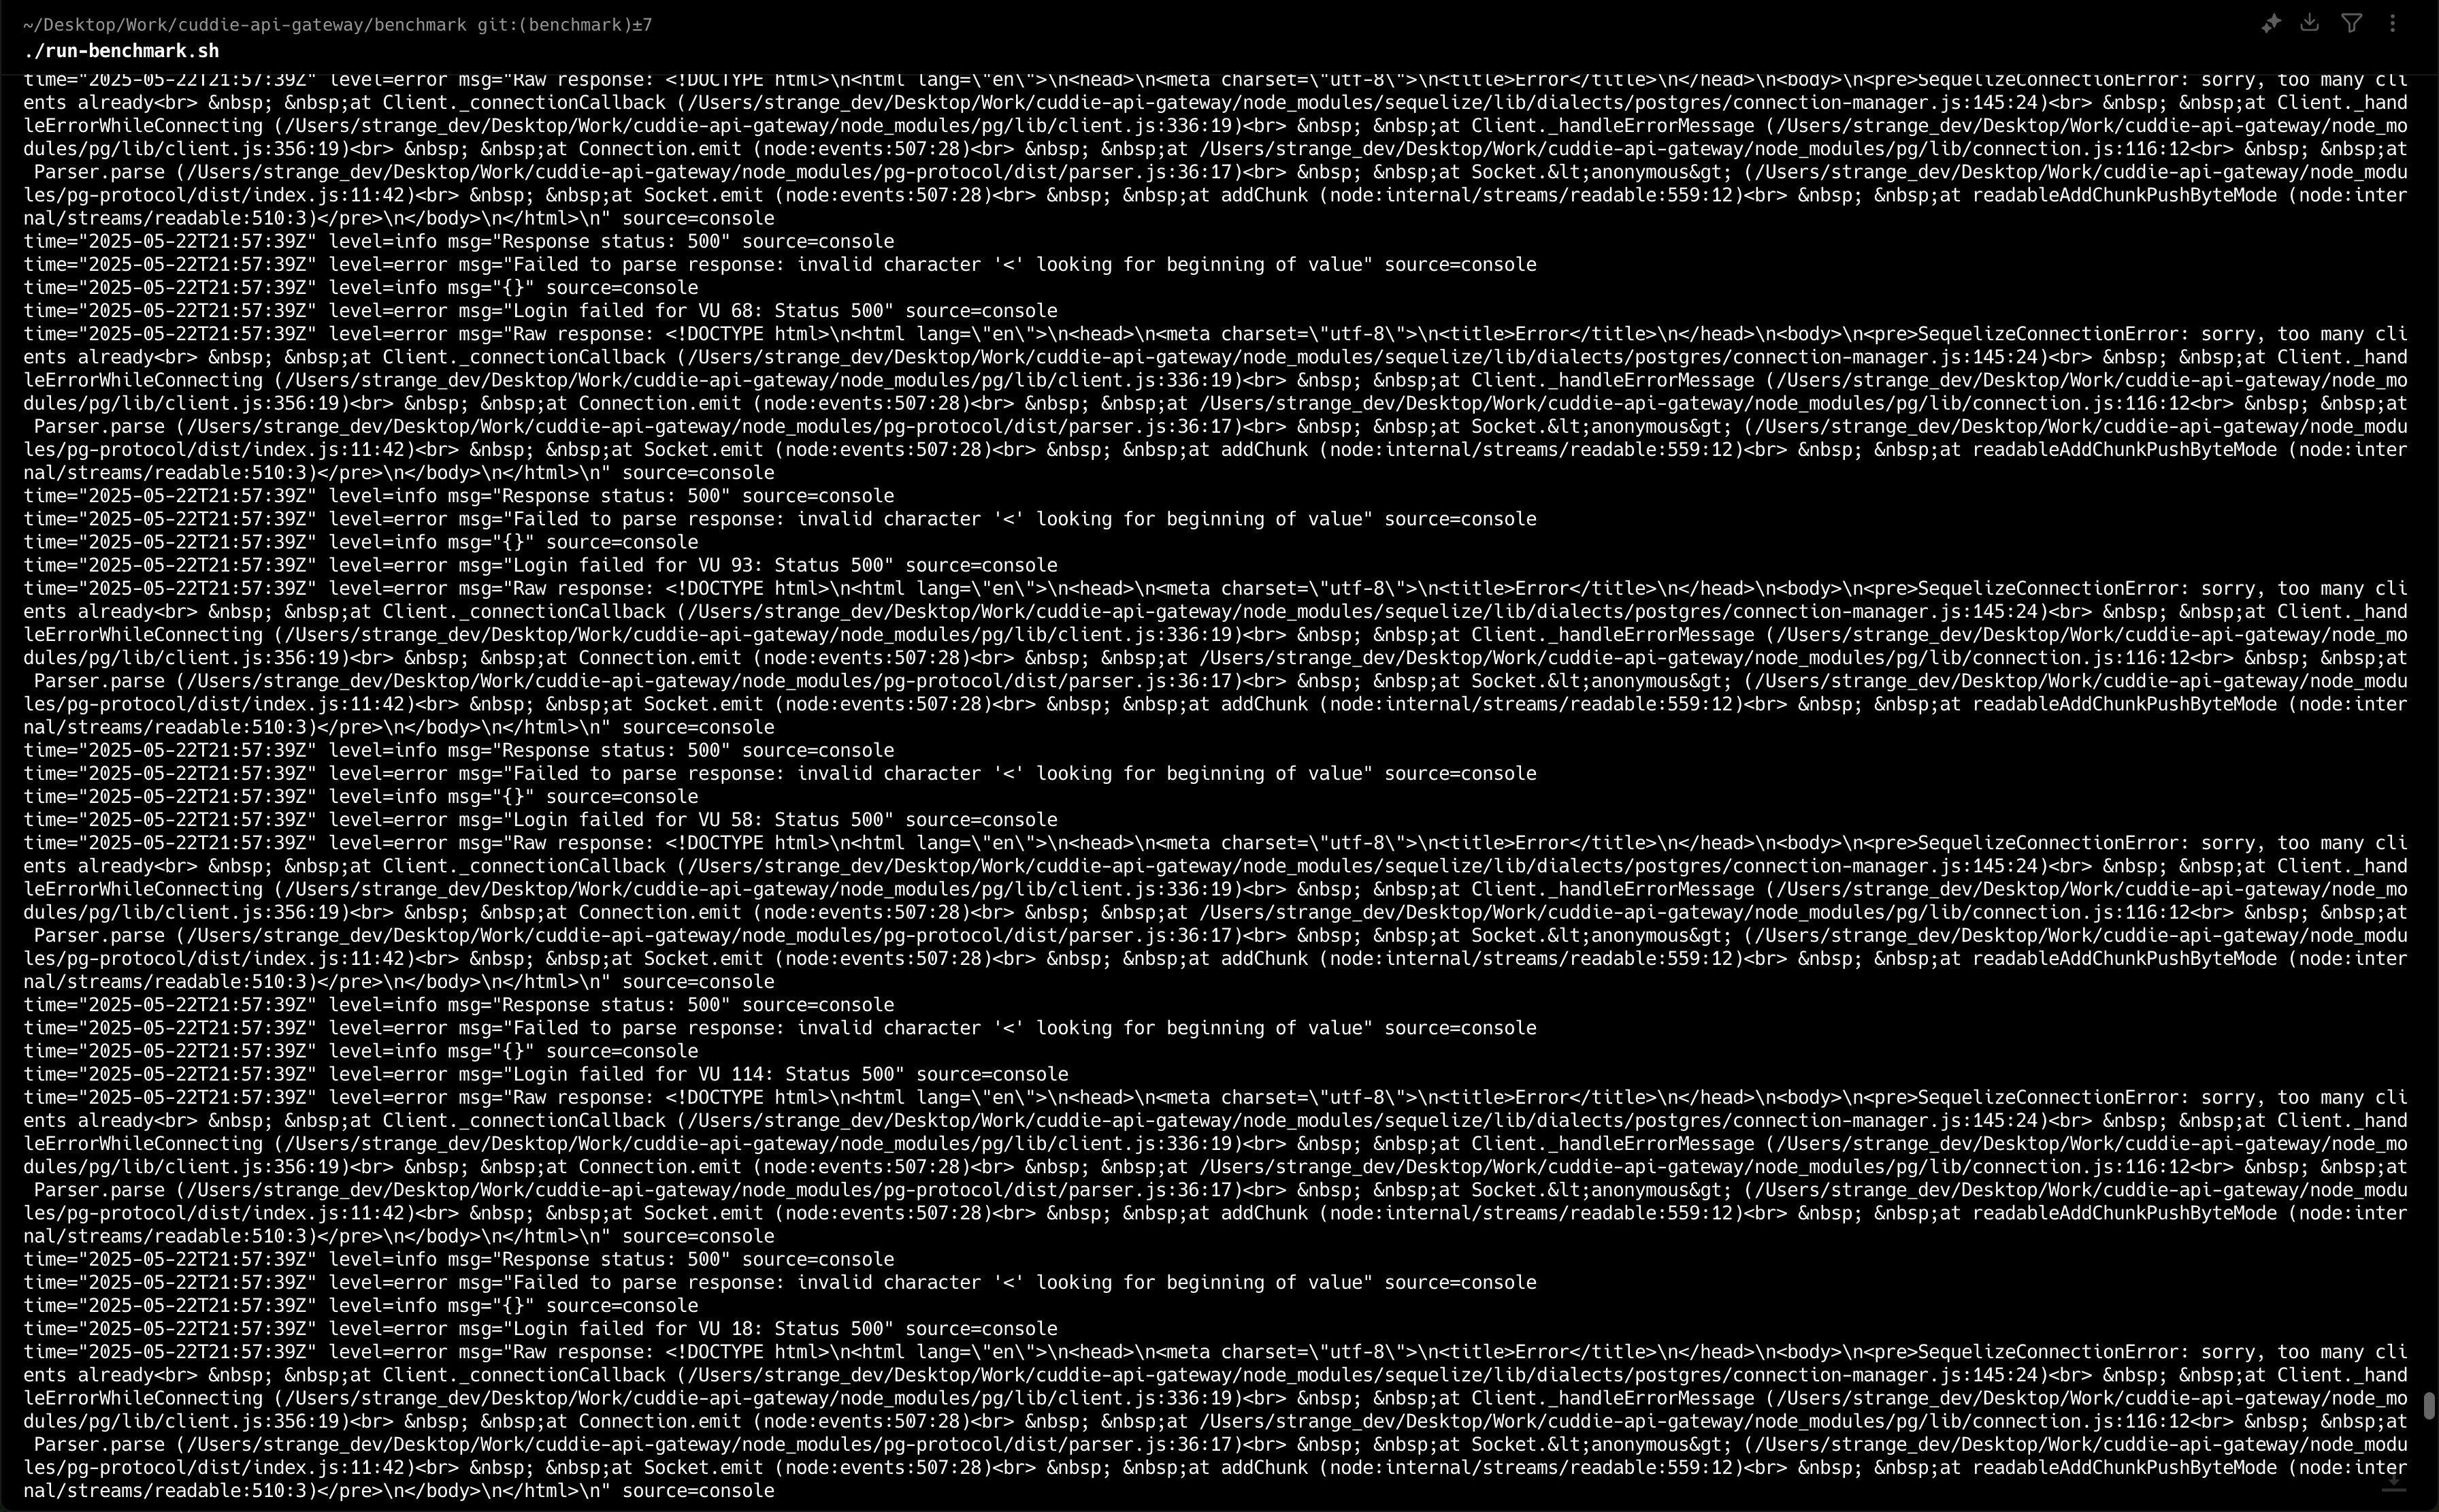 ~/Desktop/Work/cuddie-api-gateway/benchmark git:(benchmark)±7
./run-benchmark.sh
time="2025-05-22T21:57:39Z" level=error msg="Raw response: <!DOCTYPE html>\n<html lang=\"en\">\n<head>\n<meta charset=\"utf-8\">\n<title>Error</title>\n</head>\n<body>\n<pre>SequelizeConnectionError: sorry, too many cli
ents already<br> &nbsp; &nbsp;at Client._connectionCallback (/Users/strange_dev/Desktop/Work/cuddie-api-gateway/node_modules/sequelize/lib/dialects/postgres/connection-manager.js:145:24)<br> &nbsp; &nbsp;at Client._hand
leErrorWhileConnecting (/Users/strange_dev/Desktop/Work/cuddie-api-gateway/node_modules/pg/lib/client.js:336:19)<br> &nbsp; &nbsp;at Client._handleErrorMessage (/Users/strange_dev/Desktop/Work/cuddie-api-gateway/node_mo
dules/pg/lib/client.js:356:19)<br> &nbsp; &nbsp;at Connection.emit (node:events:507:28)<br> &nbsp; &nbsp;at /Users/strange_dev/Desktop/Work/cuddie-api-gateway/node_modules/pg/lib/connection.js:116:12<br> &nbsp; &nbsp;at
 Parser.parse (/Users/strange_dev/Desktop/Work/cuddie-api-gateway/node_modules/pg-protocol/dist/parser.js:36:17)<br> &nbsp; &nbsp;at Socket.&lt;anonymous&gt; (/Users/strange_dev/Desktop/Work/cuddie-api-gateway/node_modu
les/pg-protocol/dist/index.js:11:42)<br> &nbsp; &nbsp;at Socket.emit (node:events:507:28)<br> &nbsp; &nbsp;at addChunk (node:internal/streams/readable:559:12)<br> &nbsp; &nbsp;at readableAddChunkPushByteMode (node:inter
nal/streams/readable:510:3)</pre>\n</body>\n</html>\n" source=console
time="2025-05-22T21:57:39Z" level=info msg="Response status: 500" source=console
time="2025-05-22T21:57:39Z" level=error msg="Failed to parse response: invalid character '<' looking for beginning of value" source=console
time="2025-05-22T21:57:39Z" level=info msg="{}" source=console
time="2025-05-22T21:57:39Z" level=error msg="Login failed for VU 68: Status 500" source=console
time="2025-05-22T21:57:39Z" level=error msg="Raw response: <!DOCTYPE html>\n<html lang=\"en\">\n<head>\n<meta charset=\"utf-8\">\n<title>Error</title>\n</head>\n<body>\n<pre>SequelizeConnectionError: sorry, too many cli
ents already<br> &nbsp; &nbsp;at Client._connectionCallback (/Users/strange_dev/Desktop/Work/cuddie-api-gateway/node_modules/sequelize/lib/dialects/postgres/connection-manager.js:145:24)<br> &nbsp; &nbsp;at Client._hand
leErrorWhileConnecting (/Users/strange_dev/Desktop/Work/cuddie-api-gateway/node_modules/pg/lib/client.js:336:19)<br> &nbsp; &nbsp;at Client._handleErrorMessage (/Users/strange_dev/Desktop/Work/cuddie-api-gateway/node_mo
dules/pg/lib/client.js:356:19)<br> &nbsp; &nbsp;at Connection.emit (node:events:507:28)<br> &nbsp; &nbsp;at /Users/strange_dev/Desktop/Work/cuddie-api-gateway/node_modules/pg/lib/connection.js:116:12<br> &nbsp; &nbsp;at
 Parser.parse (/Users/strange_dev/Desktop/Work/cuddie-api-gateway/node_modules/pg-protocol/dist/parser.js:36:17)<br> &nbsp; &nbsp;at Socket.&lt;anonymous&gt; (/Users/strange_dev/Desktop/Work/cuddie-api-gateway/node_modu
les/pg-protocol/dist/index.js:11:42)<br> &nbsp; &nbsp;at Socket.emit (node:events:507:28)<br> &nbsp; &nbsp;at addChunk (node:internal/streams/readable:559:12)<br> &nbsp; &nbsp;at readableAddChunkPushByteMode (node:inter
nal/streams/readable:510:3)</pre>\n</body>\n</html>\n" source=console
time="2025-05-22T21:57:39Z" level=info msg="Response status: 500" source=console
time="2025-05-22T21:57:39Z" level=error msg="Failed to parse response: invalid character '<' looking for beginning of value" source=console
time="2025-05-22T21:57:39Z" level=info msg="{}" source=console
time="2025-05-22T21:57:39Z" level=error msg="Login failed for VU 93: Status 500" source=console
time="2025-05-22T21:57:39Z" level=error msg="Raw response: <!DOCTYPE html>\n<html lang=\"en\">\n<head>\n<meta charset=\"utf-8\">\n<title>Error</title>\n</head>\n<body>\n<pre>SequelizeConnectionError: sorry, too many cli
ents already<br> &nbsp; &nbsp;at Client._connectionCallback (/Users/strange_dev/Desktop/Work/cuddie-api-gateway/node_modules/sequelize/lib/dialects/postgres/connection-manager.js:145:24)<br> &nbsp; &nbsp;at Client._hand
leErrorWhileConnecting (/Users/strange_dev/Desktop/Work/cuddie-api-gateway/node_modules/pg/lib/client.js:336:19)<br> &nbsp; &nbsp;at Client._handleErrorMessage (/Users/strange_dev/Desktop/Work/cuddie-api-gateway/node_mo
dules/pg/lib/client.js:356:19)<br> &nbsp; &nbsp;at Connection.emit (node:events:507:28)<br> &nbsp; &nbsp;at /Users/strange_dev/Desktop/Work/cuddie-api-gateway/node_modules/pg/lib/connection.js:116:12<br> &nbsp; &nbsp;at
 Parser.parse (/Users/strange_dev/Desktop/Work/cuddie-api-gateway/node_modules/pg-protocol/dist/parser.js:36:17)<br> &nbsp; &nbsp;at Socket.&lt;anonymous&gt; (/Users/strange_dev/Desktop/Work/cuddie-api-gateway/node_modu
les/pg-protocol/dist/index.js:11:42)<br> &nbsp; &nbsp;at Socket.emit (node:events:507:28)<br> &nbsp; &nbsp;at addChunk (node:internal/streams/readable:559:12)<br> &nbsp; &nbsp;at readableAddChunkPushByteMode (node:inter
nal/streams/readable:510:3)</pre>\n</body>\n</html>\n" source=console
time="2025-05-22T21:57:39Z" level=info msg="Response status: 500" source=console
time="2025-05-22T21:57:39Z" level=error msg="Failed to parse response: invalid character '<' looking for beginning of value" source=console
time="2025-05-22T21:57:39Z" level=info msg="{}" source=console
time="2025-05-22T21:57:39Z" level=error msg="Login failed for VU 58: Status 500" source=console
time="2025-05-22T21:57:39Z" level=error msg="Raw response: <!DOCTYPE html>\n<html lang=\"en\">\n<head>\n<meta charset=\"utf-8\">\n<title>Error</title>\n</head>\n<body>\n<pre>SequelizeConnectionError: sorry, too many cli
ents already<br> &nbsp; &nbsp;at Client._connectionCallback (/Users/strange_dev/Desktop/Work/cuddie-api-gateway/node_modules/sequelize/lib/dialects/postgres/connection-manager.js:145:24)<br> &nbsp; &nbsp;at Client._hand
leErrorWhileConnecting (/Users/strange_dev/Desktop/Work/cuddie-api-gateway/node_modules/pg/lib/client.js:336:19)<br> &nbsp; &nbsp;at Client._handleErrorMessage (/Users/strange_dev/Desktop/Work/cuddie-api-gateway/node_mo
dules/pg/lib/client.js:356:19)<br> &nbsp; &nbsp;at Connection.emit (node:events:507:28)<br> &nbsp; &nbsp;at /Users/strange_dev/Desktop/Work/cuddie-api-gateway/node_modules/pg/lib/connection.js:116:12<br> &nbsp; &nbsp;at
 Parser.parse (/Users/strange_dev/Desktop/Work/cuddie-api-gateway/node_modules/pg-protocol/dist/parser.js:36:17)<br> &nbsp; &nbsp;at Socket.&lt;anonymous&gt; (/Users/strange_dev/Desktop/Work/cuddie-api-gateway/node_modu
les/pg-protocol/dist/index.js:11:42)<br> &nbsp; &nbsp;at Socket.emit (node:events:507:28)<br> &nbsp; &nbsp;at addChunk (node:internal/streams/readable:559:12)<br> &nbsp; &nbsp;at readableAddChunkPushByteMode (node:inter
nal/streams/readable:510:3)</pre>\n</body>\n</html>\n" source=console
time="2025-05-22T21:57:39Z" level=info msg="Response status: 500" source=console
time="2025-05-22T21:57:39Z" level=error msg="Failed to parse response: invalid character '<' looking for beginning of value" source=console
time="2025-05-22T21:57:39Z" level=info msg="{}" source=console
time="2025-05-22T21:57:39Z" level=error msg="Login failed for VU 114: Status 500" source=console
time="2025-05-22T21:57:39Z" level=error msg="Raw response: <!DOCTYPE html>\n<html lang=\"en\">\n<head>\n<meta charset=\"utf-8\">\n<title>Error</title>\n</head>\n<body>\n<pre>SequelizeConnectionError: sorry, too many cli
ents already<br> &nbsp; &nbsp;at Client._connectionCallback (/Users/strange_dev/Desktop/Work/cuddie-api-gateway/node_modules/sequelize/lib/dialects/postgres/connection-manager.js:145:24)<br> &nbsp; &nbsp;at Client._hand
leErrorWhileConnecting (/Users/strange_dev/Desktop/Work/cuddie-api-gateway/node_modules/pg/lib/client.js:336:19)<br> &nbsp; &nbsp;at Client._handleErrorMessage (/Users/strange_dev/Desktop/Work/cuddie-api-gateway/node_mo
dules/pg/lib/client.js:356:19)<br> &nbsp; &nbsp;at Connection.emit (node:events:507:28)<br> &nbsp; &nbsp;at /Users/strange_dev/Desktop/Work/cuddie-api-gateway/node_modules/pg/lib/connection.js:116:12<br> &nbsp; &nbsp;at
 Parser.parse (/Users/strange_dev/Desktop/Work/cuddie-api-gateway/node_modules/pg-protocol/dist/parser.js:36:17)<br> &nbsp; &nbsp;at Socket.&lt;anonymous&gt; (/Users/strange_dev/Desktop/Work/cuddie-api-gateway/node_modu
les/pg-protocol/dist/index.js:11:42)<br> &nbsp; &nbsp;at Socket.emit (node:events:507:28)<br> &nbsp; &nbsp;at addChunk (node:internal/streams/readable:559:12)<br> &nbsp; &nbsp;at readableAddChunkPushByteMode (node:inter
nal/streams/readable:510:3)</pre>\n</body>\n</html>\n" source=console
time="2025-05-22T21:57:39Z" level=info msg="Response status: 500" source=console
time="2025-05-22T21:57:39Z" level=error msg="Failed to parse response: invalid character '<' looking for beginning of value" source=console
time="2025-05-22T21:57:39Z" level=info msg="{}" source=console
time="2025-05-22T21:57:39Z" level=error msg="Login failed for VU 18: Status 500" source=console
time="2025-05-22T21:57:39Z" level=error msg="Raw response: <!DOCTYPE html>\n<html lang=\"en\">\n<head>\n<meta charset=\"utf-8\">\n<title>Error</title>\n</head>\n<body>\n<pre>SequelizeConnectionError: sorry, too many cli
ents already<br> &nbsp; &nbsp;at Client._connectionCallback (/Users/strange_dev/Desktop/Work/cuddie-api-gateway/node_modules/sequelize/lib/dialects/postgres/connection-manager.js:145:24)<br> &nbsp; &nbsp;at Client._hand
leErrorWhileConnecting (/Users/strange_dev/Desktop/Work/cuddie-api-gateway/node_modules/pg/lib/client.js:336:19)<br> &nbsp; &nbsp;at Client._handleErrorMessage (/Users/strange_dev/Desktop/Work/cuddie-api-gateway/node_mo
dules/pg/lib/client.js:356:19)<br> &nbsp; &nbsp;at Connection.emit (node:events:507:28)<br> &nbsp; &nbsp;at /Users/strange_dev/Desktop/Work/cuddie-api-gateway/node_modules/pg/lib/connection.js:116:12<br> &nbsp; &nbsp;at
 Parser.parse (/Users/strange_dev/Desktop/Work/cuddie-api-gateway/node_modules/pg-protocol/dist/parser.js:36:17)<br> &nbsp; &nbsp;at Socket.&lt;anonymous&gt; (/Users/strange_dev/Desktop/Work/cuddie-api-gateway/node_modu
les/pg-protocol/dist/index.js:11:42)<br> &nbsp; &nbsp;at Socket.emit (node:events:507:28)<br> &nbsp; &nbsp;at addChunk (node:internal/streams/readable:559:12)<br> &nbsp; &nbsp;at readableAddChunkPushByteMode (node:inter
nal/streams/readable:510:3)</pre>\n</body>\n</html>\n" source=console